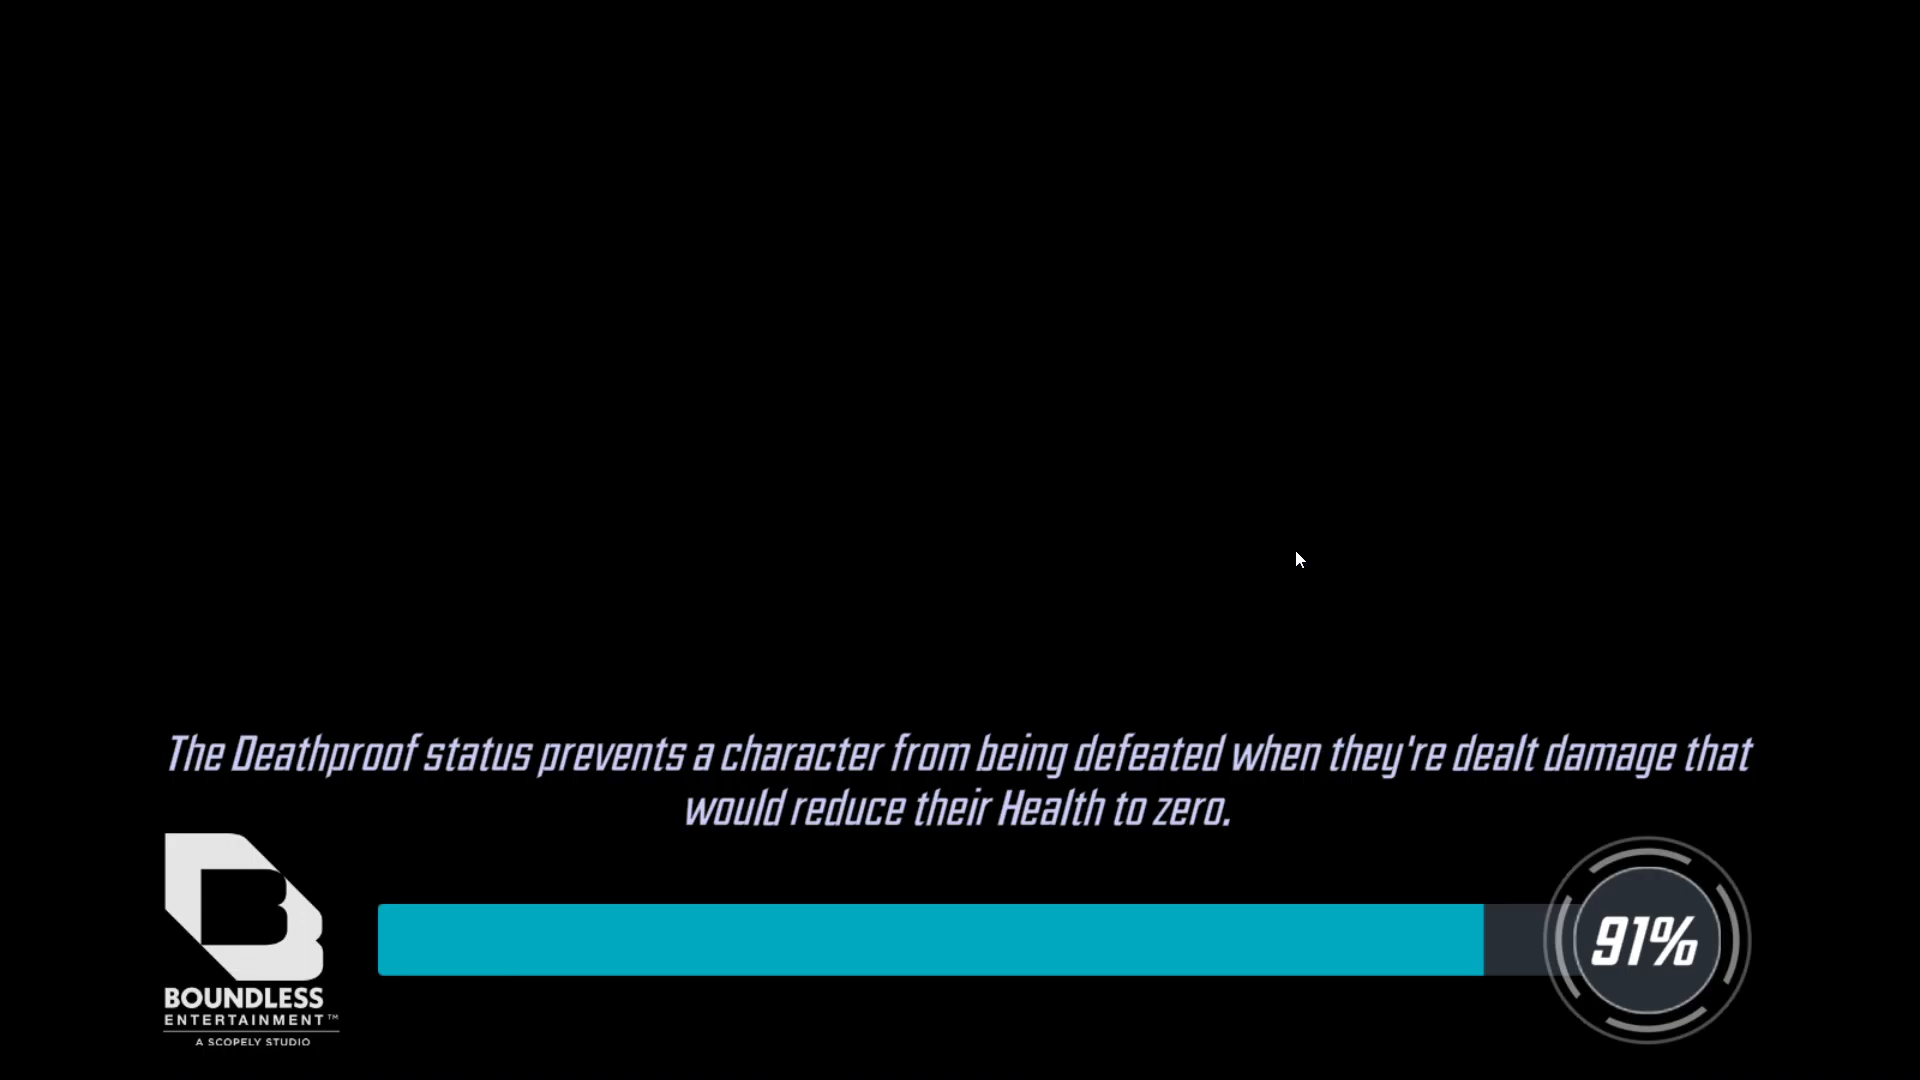 The Deathproof status prevents a character from being defeated when they're dealt damage that
would reduce their Health to zero.
91%
BOUNDLESS
ENTERTAINMENT™
A SCOPELY STUDIO